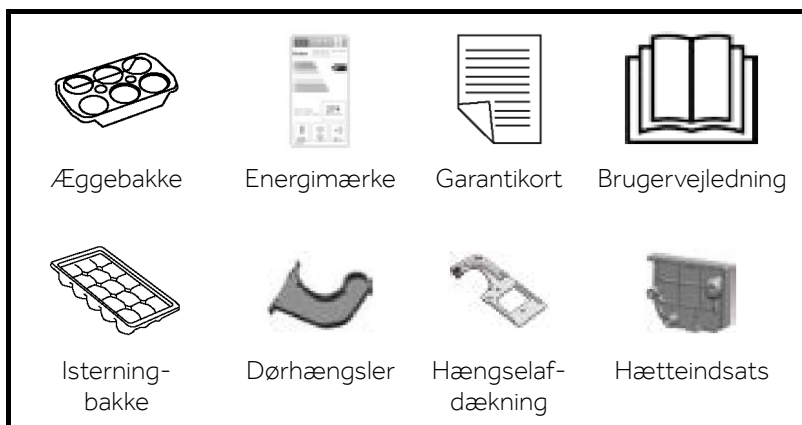 Æggebakke
Energimærke
Garantikort
Brugervejledning
Isterning-
bakke
Dørhængsler
Hængselaf-
dækning
Hætteindsats